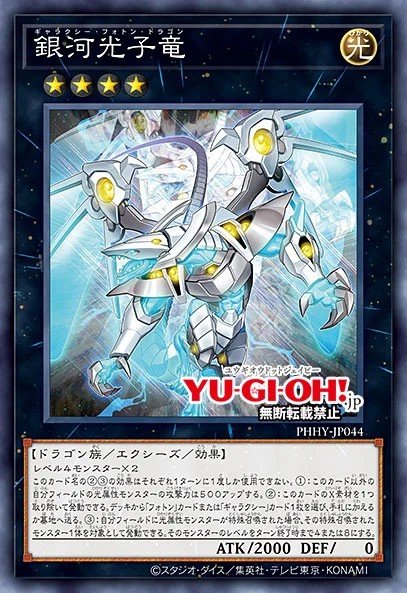 ギャラクシー・フォトン・ドラゴン
銀河光子竜
ひかり
光
ユウギオウドットジェイピー
YU-GI-OH!.jp
無断転載禁止
PHHY-JP044
【ドラゴン族/エクシーズ/効果】
レベル4モンスター×2
このカード名の②③の効果はそれぞれ1ターンに1度しか使用できない。①:このカード以外の
自分フィールドの光属性モンスターの攻撃力は500アップする。②:このカードのX素材を1つ
取り除いて発動できる。デッキから「フォトン」カードまたは「ギャラクシー」カード1枚を選び、手札に加える
か墓地へ送る。③:自分フィールドに光属性モンスターが特殊召喚された場合、その特殊召喚された
モンスター1体を対象として発動できる。そのモンスターのレベルをターン終了時まで4または8にする。
ATK/2000 DEF/ 0
©スタジオ・ダイス/集英社・テレビ東京・KONAMI